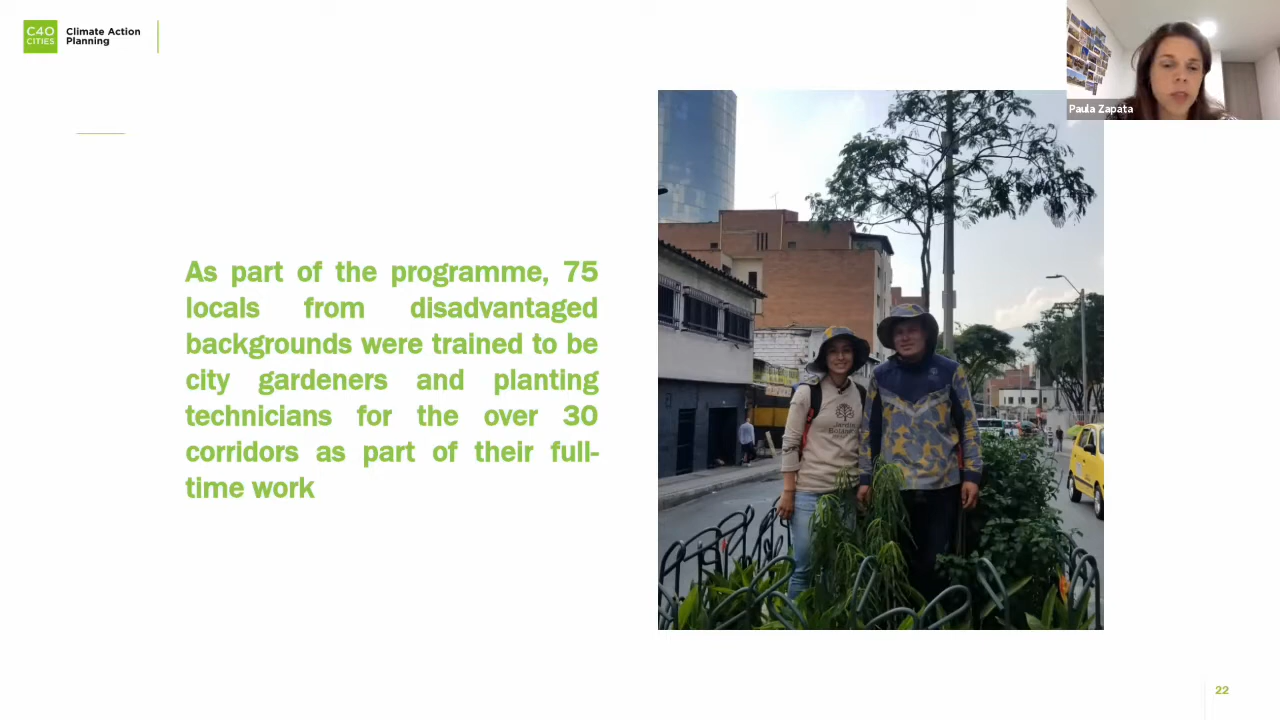 C40
CITIES
Climate Action
Planning
Paula Zapata
As part of the programme, 75
locals from disadvantaged
backgrounds were trained to be
city gardeners and planting
technicians for the over 30
corridors as part of their full-
time work
Jardín
22